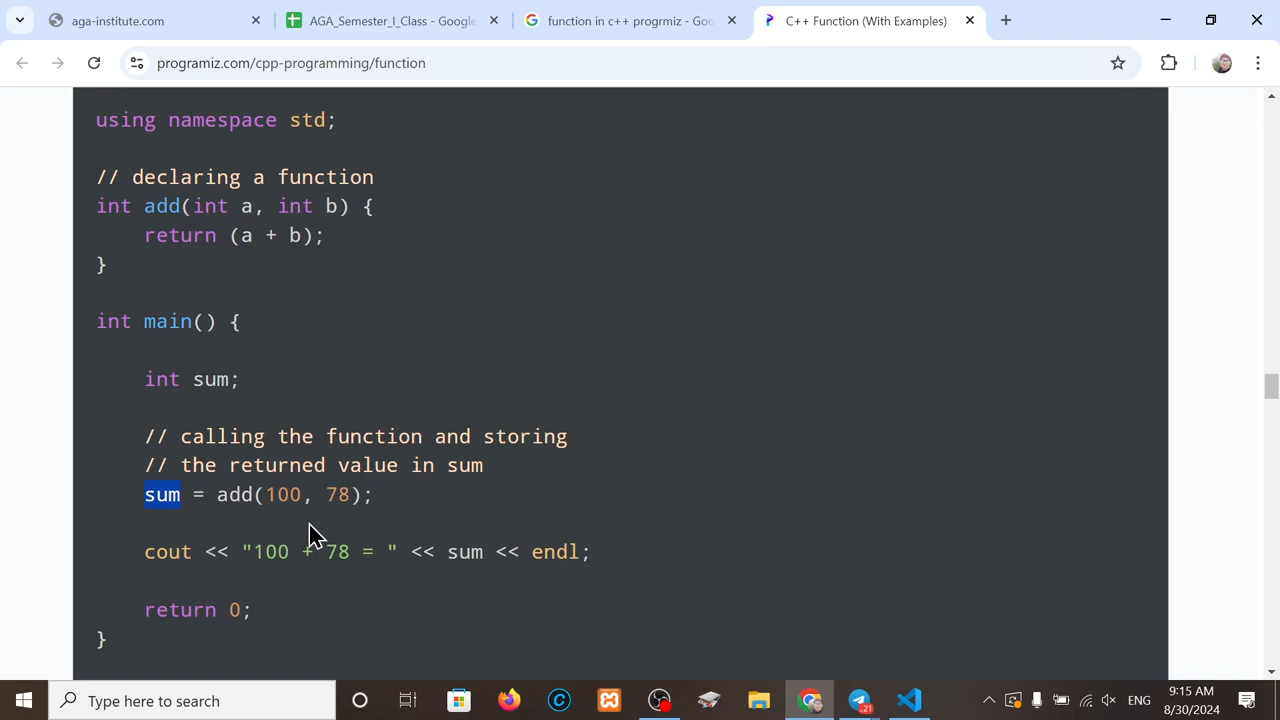 aga-institute.com
AGA_Semester_I_Class - Google
function in c++ progrmiz - Goo
C++ Function (With Examples)
programiz.com/cpp-programming/function
using namespace std;
// declaring a function
int add(int a, int b) {
    return (a + b);
}
int main() {
    int sum;
    // calling the function and storing
    // the returned value in sum
    sum = add(100, 78);
    cout << "100 + 78 = " << sum << endl;
    return 0;
}
Type here to search
21
ENG
9:15 AM
8/30/2024